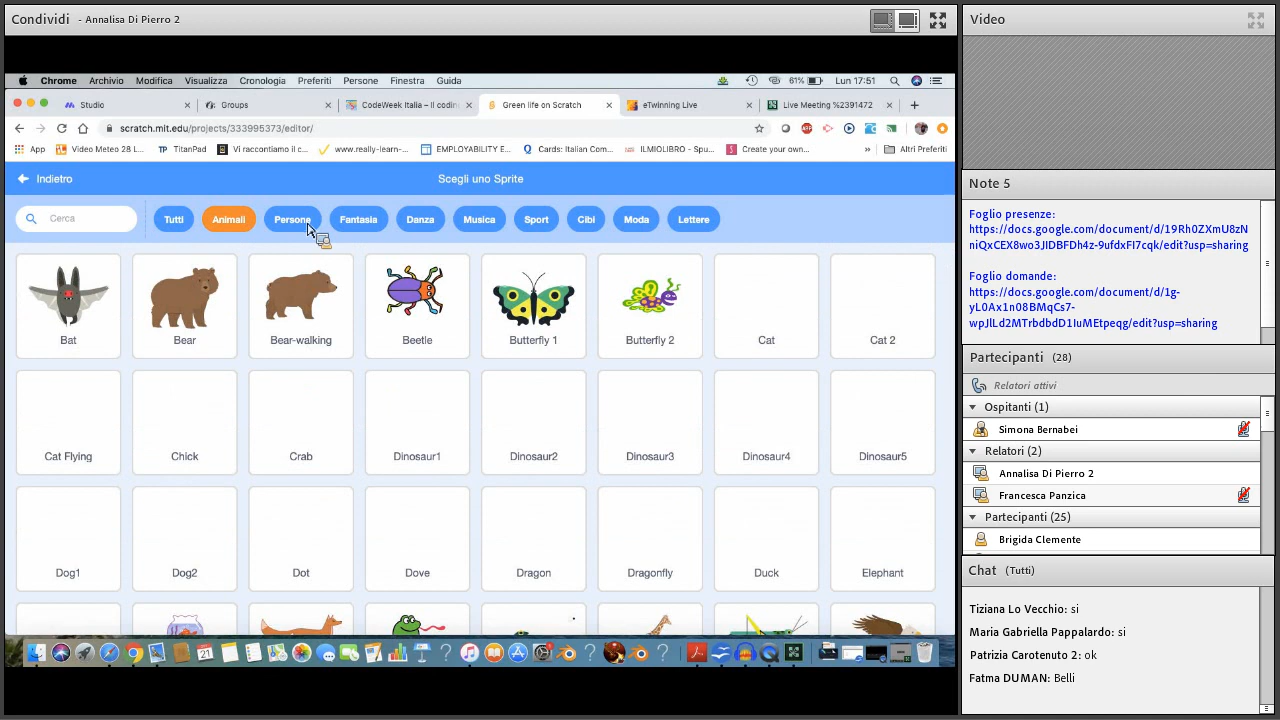 Condividi - Annalisa Di Pierro 2
Chrome Archivio Modifica Visualizza Cronologia Preferiti Persone Finestra Guida 61% Lun 17:51
Studio Groups CodeWeek Italia – Il codin Green life on Scratch eTwinning Live Live Meeting %2391472
scratch.mit.edu/projects/333995373/editor/
App Video Meteo 28 L... TitanPad Vi raccontiamo il c... www.really-learn-... EMPLOYABILITY E... Cards: Italian Com... ILMIOLIBRO - Spu... Create your own... » Altri Preferiti
Indietro Scegli uno Sprite
Cerca Tutti Animali Persone Fantasia Danza Musica Sport Cibi Moda Lettere
Bat Bear Bear-walking Beetle Butterfly 1 Butterfly 2 Cat Cat 2
Cat Flying Chick Crab Dinosaur1 Dinosaur2 Dinosaur3 Dinosaur4 Dinosaur5
Dog1 Dog2 Dot Dove Dragon Dragonfly Duck Elephant
Video
Note 5
Foglio presenze:
https://docs.google.com/document/d/19Rh0ZXmU8zN
niQxCEX8wo3JIDBFDh4z-9ufdxFI7cqk/edit?usp=sharing
Foglio domande:
https://docs.google.com/document/d/1g-
yL0Ax1n08BMqCs7-
wpJlLd2MTrbdbdD1IuMEtpeqg/edit?usp=sharing
Partecipanti (28)
Relatori attivi
Ospitanti (1)
Simona Bernabei
Relatori (2)
Annalisa Di Pierro 2
Francesca Panzica
Partecipanti (25)
Brigida Clemente
Chat (Tutti)
Tiziana Lo Vecchio: si
Maria Gabriella Pappalardo: si
Patrizia Carotenuto 2: ok
Fatma DUMAN: Belli